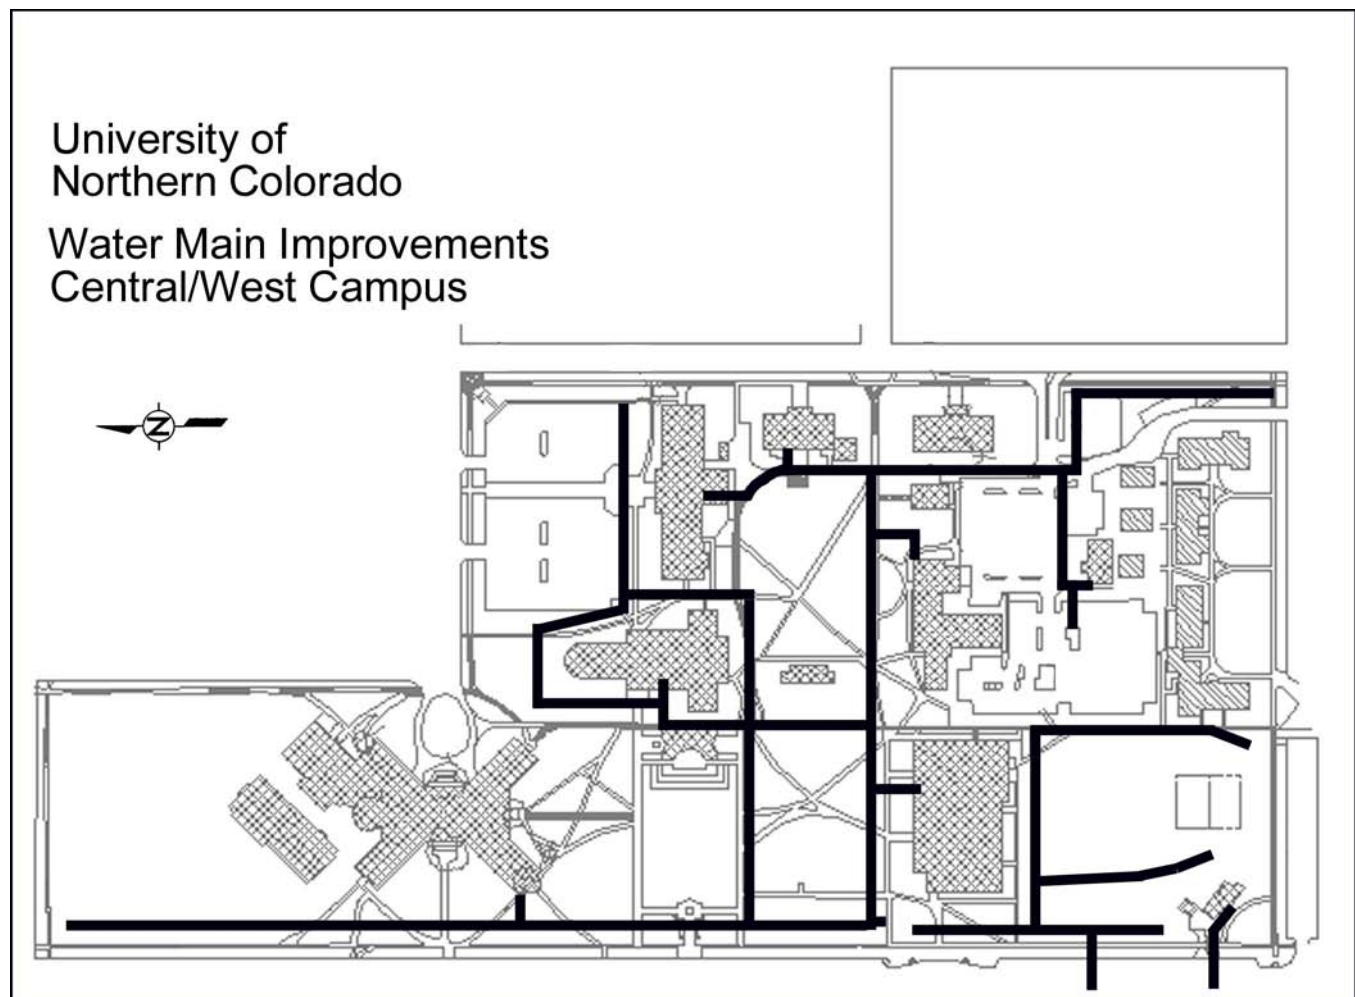 University of
Northern Colorado
Water Main Improvements
Central/West Campus
N